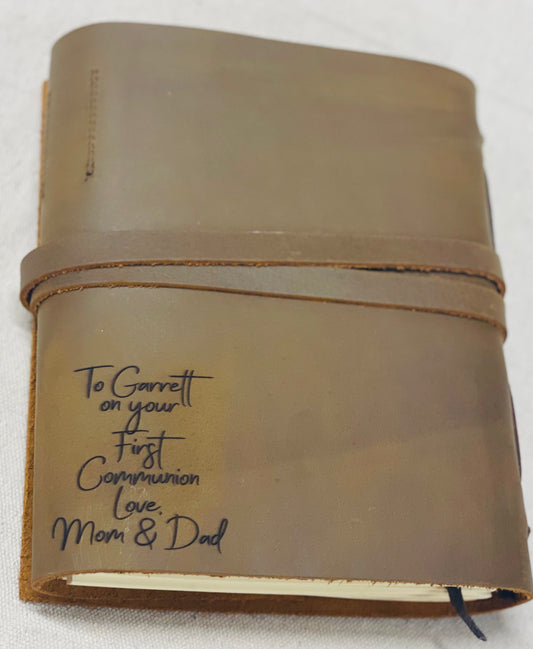 To Garrett
on your
First
Communion
Love,
Mom & Dad